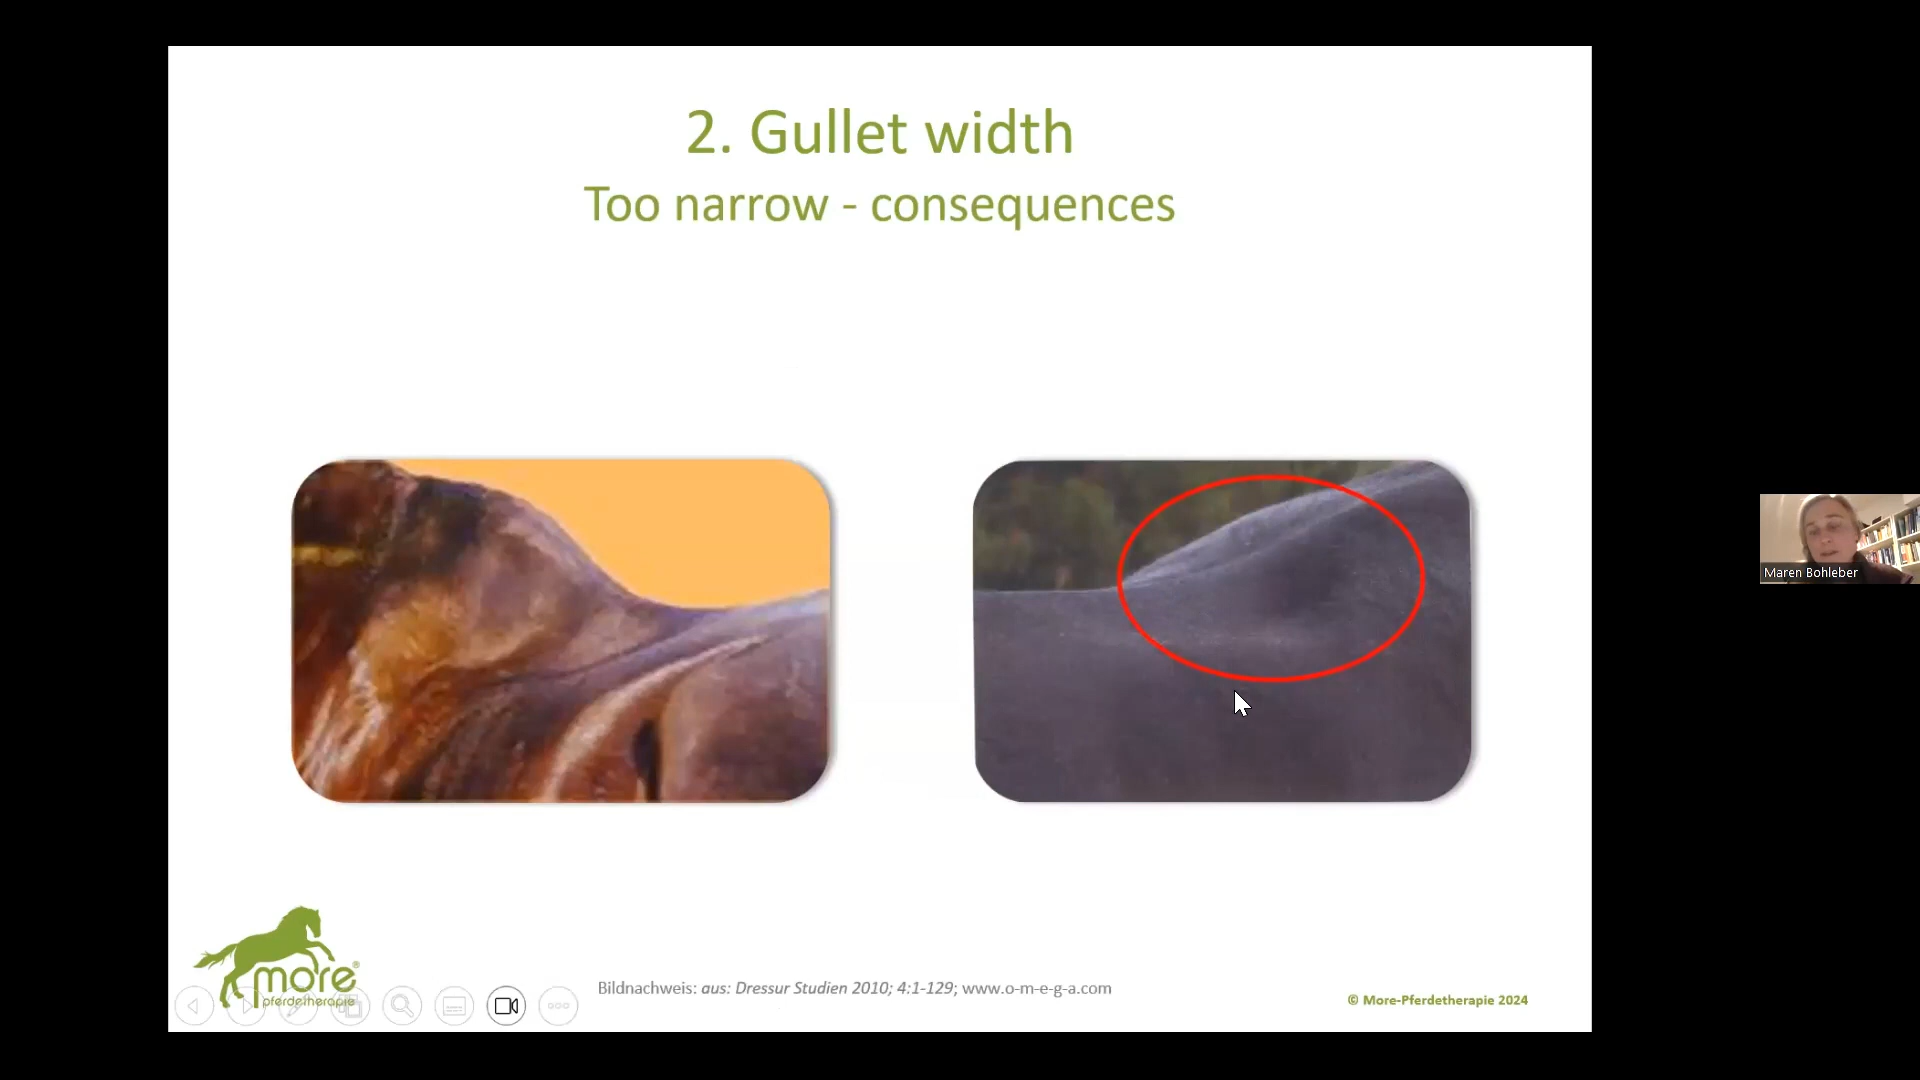 2. Gullet width
Too narrow - consequences
Maren Bohleber
more®
pferdetherapie
Bildnachweis: aus: Dressur Studien 2010; 4:1-129; www.o-m-e-g-a.com
© More-Pferdetherapie 2024